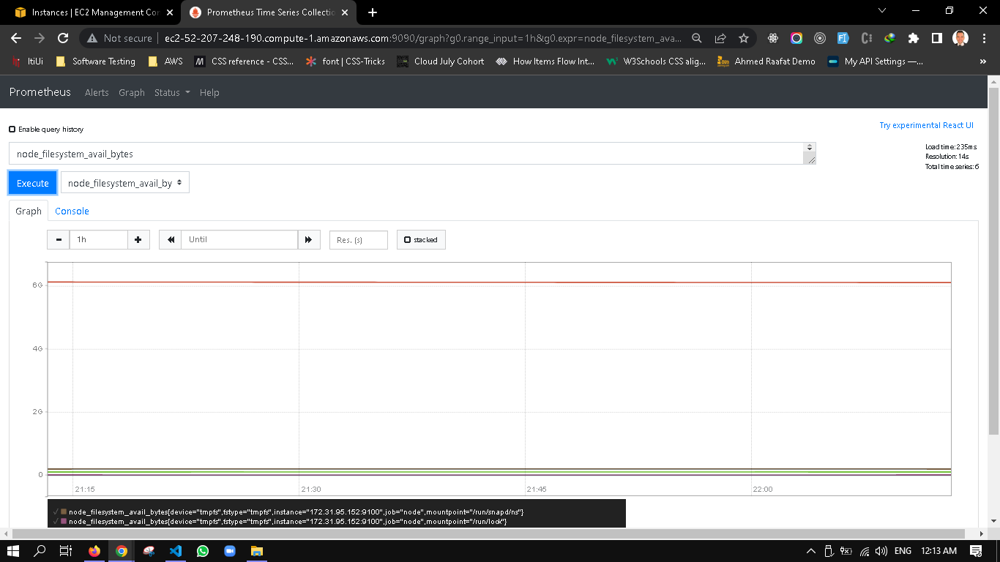 Instances | EC2 Management Con
Prometheus Time Series Collectio
Not secure
ec2-52-207-248-190.compute-1.amazonaws.com:9090/graph?g0.range_input=1h&g0.expr=node_filesystem_ava...
ItiUi
Software Testing
AWS
CSS reference - CSS...
font | CSS-Tricks
Cloud July Cohort
How Items Flow Int...
W3Schools CSS alig...
Ahmed Raafat Demo
My API Settings —...
»
Prometheus
Alerts
Graph
Status
Help
Enable query history
Try experimental React UI
node_filesystem_avail_bytes
Load time: 235ms
Resolution: 14s
Total time series: 6
Execute
node_filesystem_avail_by
Graph
Console
1h
Until
Res. (s)
stacked
6G
4G
2G
0
21:15
21:30
21:45
22:00
node_filesystem_avail_bytes{device="tmpfs",fstype="tmpfs",instance="172.31.95.152:9100",job="node",mountpoint="/run/snapd/ns"}
node_filesystem_avail_bytes{device="tmpfs",fstype="tmpfs",instance="172.31.95.152:9100",job="node",mountpoint="/run/lock"}
ENG
12:13 AM